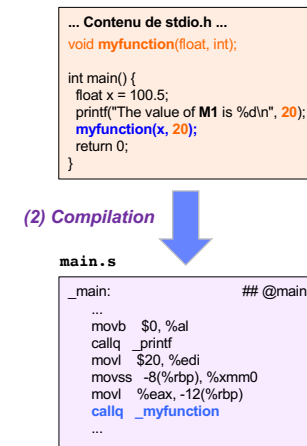 ... Contenu de stdio.h ...
void myfunction(float, int);
int main() {
float x = 100.5;
printf("The value of M1 is %d\n", 20);
myfunction(x, 20);
return 0;
}
(2) Compilation
main.s
_main: ## @main
...
movb $0, %al
callq _printf
movl $20, %edi
movss -8(%rbp), %xmm0
movl %eax, -12(%rbp)
callq _myfunction
...